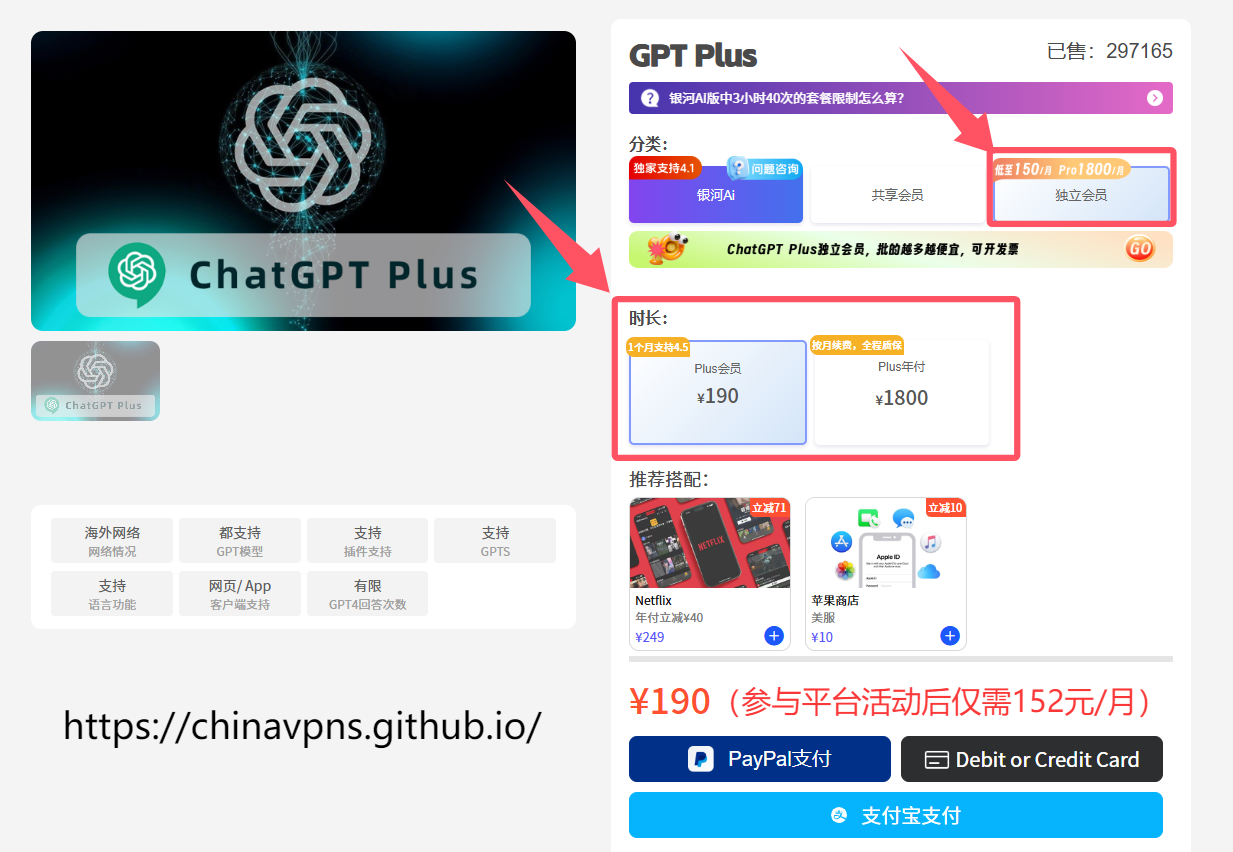 ChatGPT Plus
ChatGPT Plus
海外网络
网络情况
都支持
GPT模型
支持
插件支持
支持
GPTS
支持
语言功能
网页/ App
客户端支持
有限
GPT4回答次数
https://chinavpns.github.io/
GPT Plus
已售：297165
银河AI版中3小时40次的套餐限制怎么算?
分类:
独家支持4.1
问题咨询
银河Ai
共享会员
低至150/月 Pro1800/月
独立会员
ChatGPT Plus独立会员，批的越多越便宜，可开发票
GO
时长:
1个月支持4.5
Plus会员
¥190
按月续费，全程质保
Plus年付
¥1800
推荐搭配:
立减71
NETFLIX
Netflix
年付立减¥40
¥249
立减10
Apple ID
苹果商店
美服
¥10
¥190（参与平台活动后仅需152元/月）
PayPal支付
Debit or Credit Card
支付宝支付